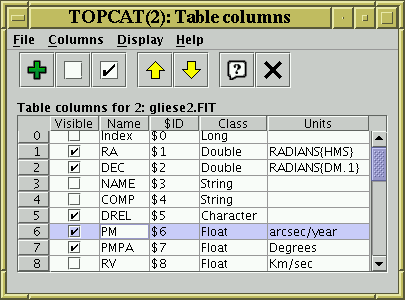 TOPCAT(2): Table columns
File Columns Display Help
Table columns for 2: gliese2.FIT
Visible Name $ID Class Units
0 Index $0 Long
1 RA $1 Double RADIANS{HMS}
2 DEC $2 Double RADIANS{DM.1}
3 NAME $3 String
4 COMP $4 String
5 DREL $5 Character
6 PM $6 Float arcsec/year
7 PMPA $7 Float Degrees
8 RV $8 Float Km/sec